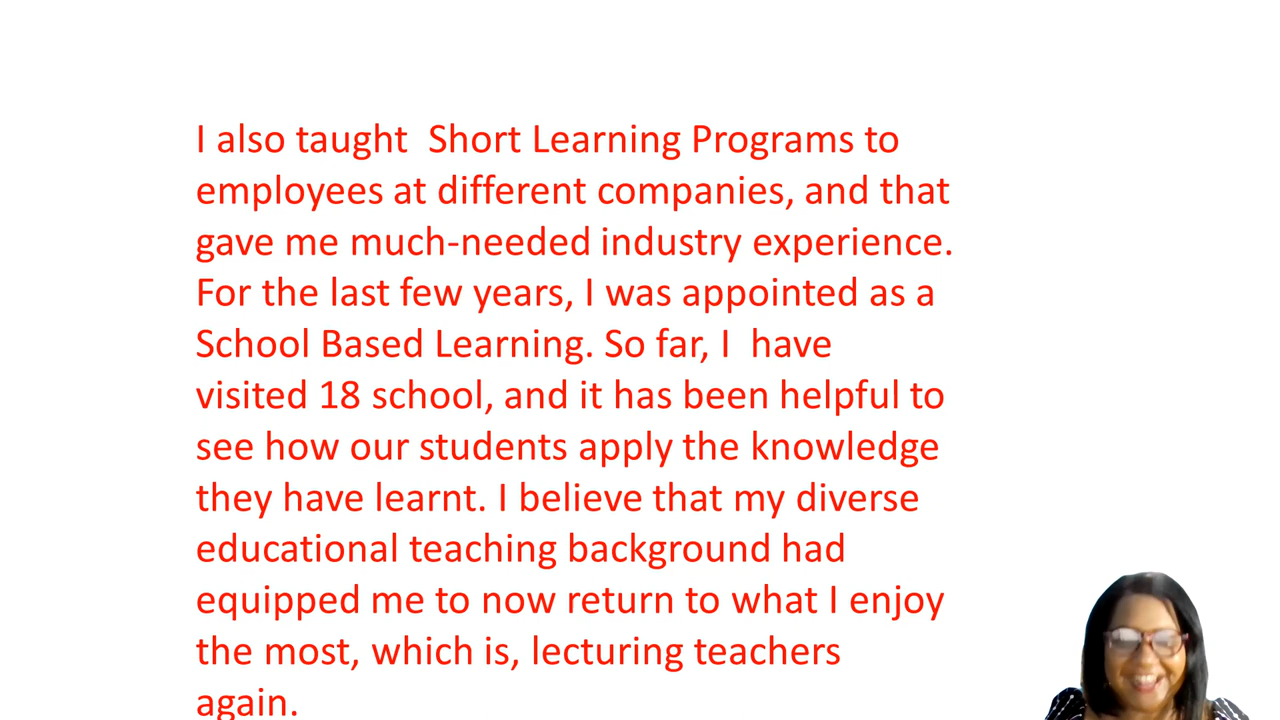 I also taught  Short Learning Programs to
employees at different companies, and that
gave me much-needed industry experience.
For the last few years, I was appointed as a
School Based Learning. So far, I  have
visited 18 school, and it has been helpful to
see how our students apply the knowledge
they have learnt. I believe that my diverse
educational teaching background had
equipped me to now return to what I enjoy
the most, which is, lecturing teachers
again.